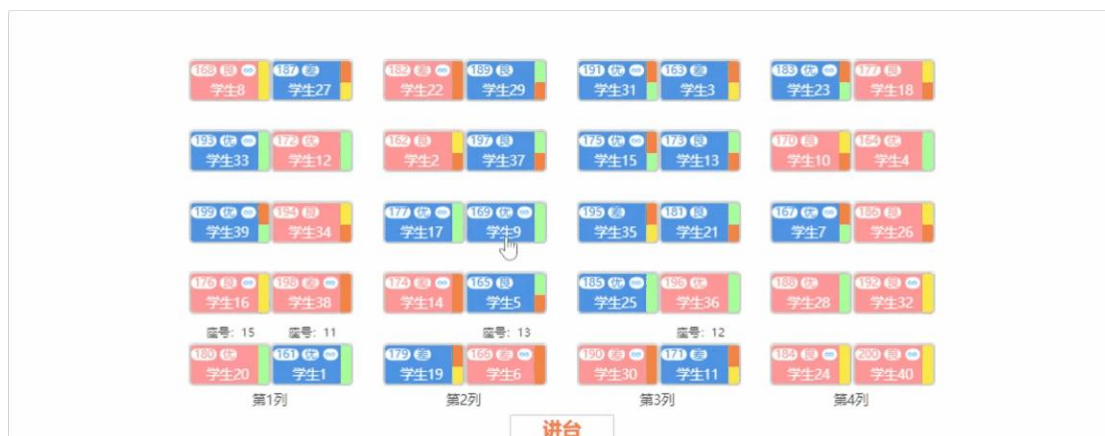 168 良 187 差 182 差 189 良 191 优 163 差 183 优 177 良
学生8 学生27 学生22 学生29 学生31 学生3 学生23 学生18
193 优 172 优 162 良 197 良 175 优 173 良 170 良 164 优
学生33 学生12 学生2 学生37 学生15 学生13 学生10 学生4
199 优 194 良 177 优 169 优 195 差 181 良 167 优 186 良
学生39 学生34 学生17 学生9 学生35 学生21 学生7 学生26
176 良 198 差 174 差 165 良 185 优 196 优 188 优 192 良
学生16 学生38 学生14 学生5 学生25 学生36 学生28 学生32
座号: 15 座号: 11 座号: 13 座号: 12
180 优 161 优 179 差 166 差 190 差 171 差 184 良 200 良
学生20 学生1 学生19 学生6 学生30 学生11 学生24 学生40
第1列 第2列 第3列 第4列
讲台